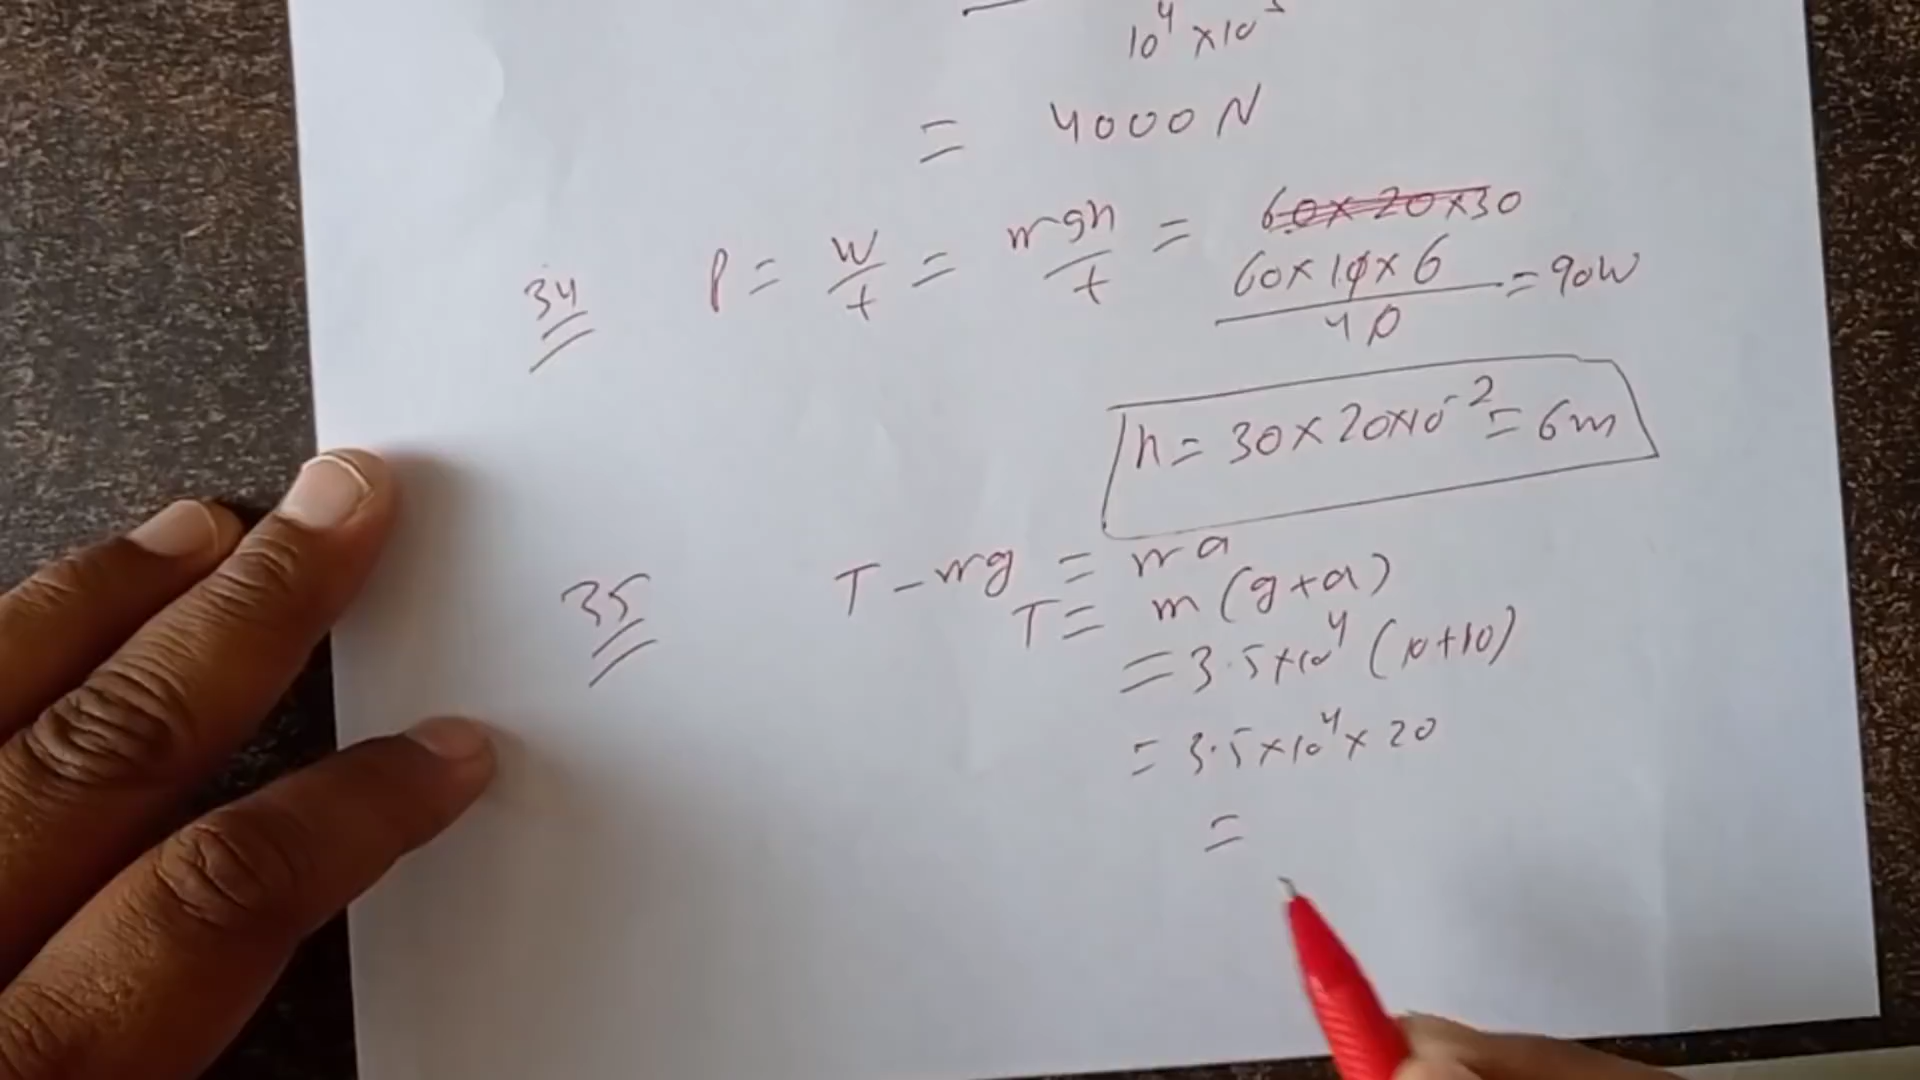 10⁴ × 10
= 4000 N
60 × 20 × 30
34 P = W/t = mgh/t = 60 × 10 × 6 / 40 = 90W
h = 30 × 20 × 10⁻² = 6m
35 T - mg = ma
T = m (g + a)
= 3.5 × 10⁴ (10 + 10)
= 3.5 × 10⁴ × 20
=